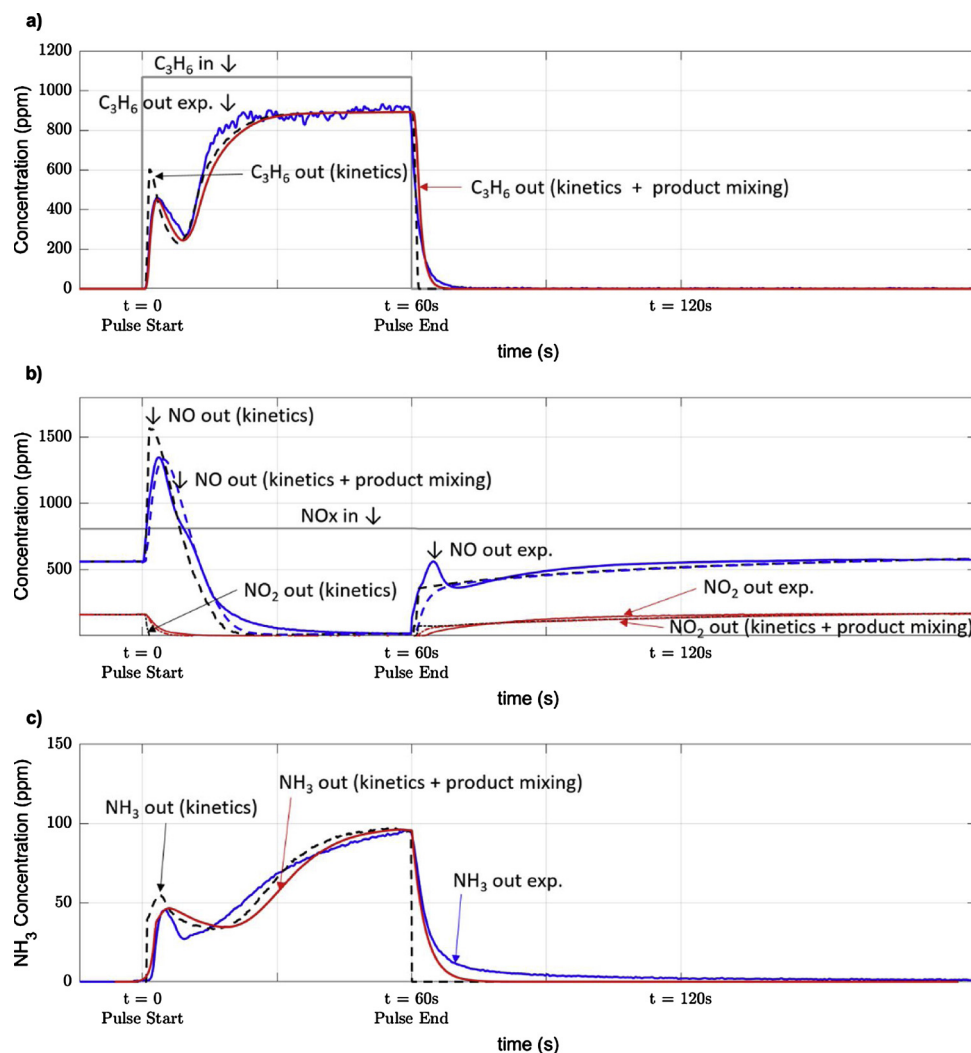 a)
Concentration (ppm)
1200
1000
800
600
400
200
0
C₃H₆ in ↓
C₃H₆ out exp. ↓
C₃H₆ out (kinetics)
C₃H₆ out (kinetics + product mixing)
t = 0
Pulse Start
t = 60s
Pulse End
t = 120s
time (s)
b)
Concentration (ppm)
1500
1000
500
↓ NO out (kinetics)
↓ NO out (kinetics + product mixing)
NOx in ↓
↓ NO out exp.
NO₂ out (kinetics)
NO₂ out exp.
NO₂ out (kinetics + product mixing)
t = 0
Pulse Start
t = 60s
Pulse End
t = 120s
time (s)
c)
NH₃ Concentration (ppm)
150
100
50
0
NH₃ out (kinetics + product mixing)
NH₃ out (kinetics)
NH₃ out exp.
t = 0
Pulse Start
t = 60s
Pulse End
t = 120s
time (s)